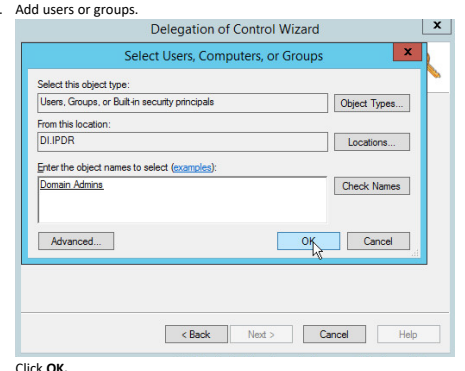 . Add users or groups.
Delegation of Control Wizard
x
Select Users, Computers, or Groups
x
Select this object type:
Users, Groups, or Built-in security principals
Object Types...
From this location:
DI.IPDR
Locations...
Enter the object names to select (examples):
Domain Admins
Check Names
Advanced...
OK
Cancel
< Back
Next >
Cancel
Help
Click OK.